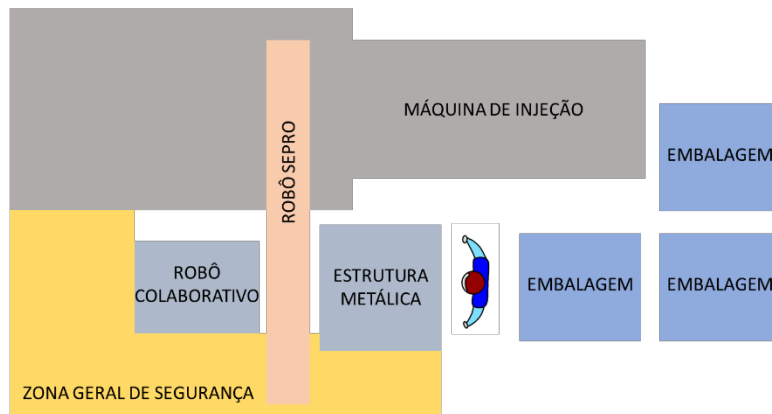 MÁQUINA DE INJEÇÃO
ROBÔ SEPRO
EMBALAGEM
ROBÔ
COLABORATIVO
ESTRUTURA
METÁLICA
EMBALAGEM
EMBALAGEM
ZONA GERAL DE SEGURANÇA